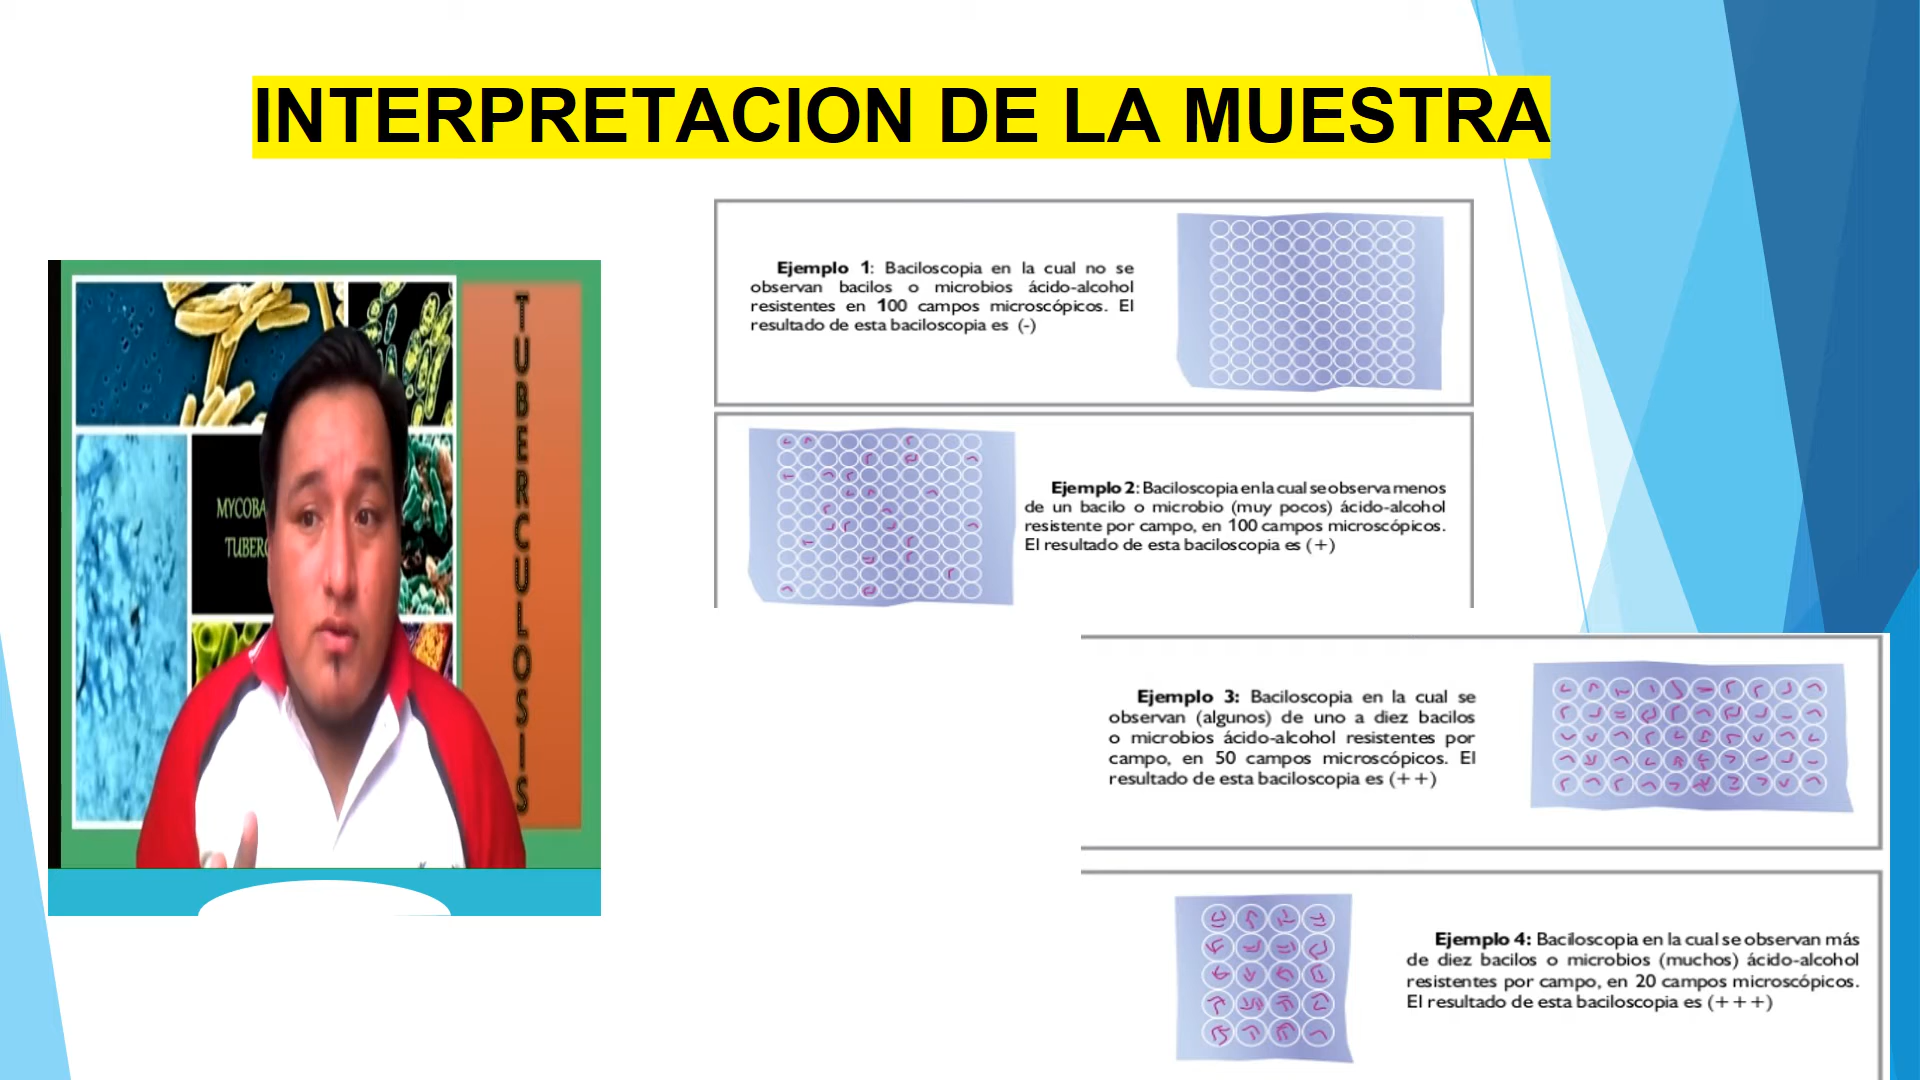 INTERPRETACION DE LA MUESTRA
TUBERCULOSIS
MYCOBA
TUBERC
Ejemplo 1: Baciloscopia en la cual no se
observan bacilos o microbios ácido-alcohol
resistentes en 100 campos microscópicos. El
resultado de esta baciloscopia es (-)
Ejemplo 2: Baciloscopia en la cual se observa menos
de un bacilo o microbio (muy pocos) ácido-alcohol
resistente por campo, en 100 campos microscópicos.
El resultado de esta baciloscopia es (+)
Ejemplo 3: Baciloscopia en la cual se
observan (algunos) de uno a diez bacilos
o microbios ácido-alcohol resistentes por
campo, en 50 campos microscópicos. El
resultado de esta baciloscopia es (++)
Ejemplo 4: Baciloscopia en la cual se observan más
de diez bacilos o microbios (muchos) ácido-alcohol
resistentes por campo, en 20 campos microscópicos.
El resultado de esta baciloscopia es (+++)